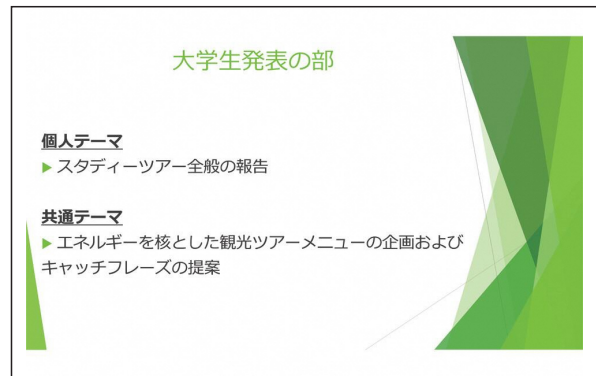 大学生発表の部
個人テーマ
▶ スタディーツアー全般の報告
共通テーマ
▶ エネルギーを核とした観光ツアーメニューの企画および
キャッチフレーズの提案